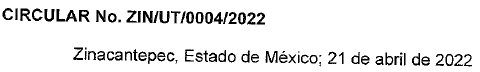 CIRCULAR No. ZIN/UT/0004/2022
Zinacantepec, Estado de México; 21 de abril de 2022